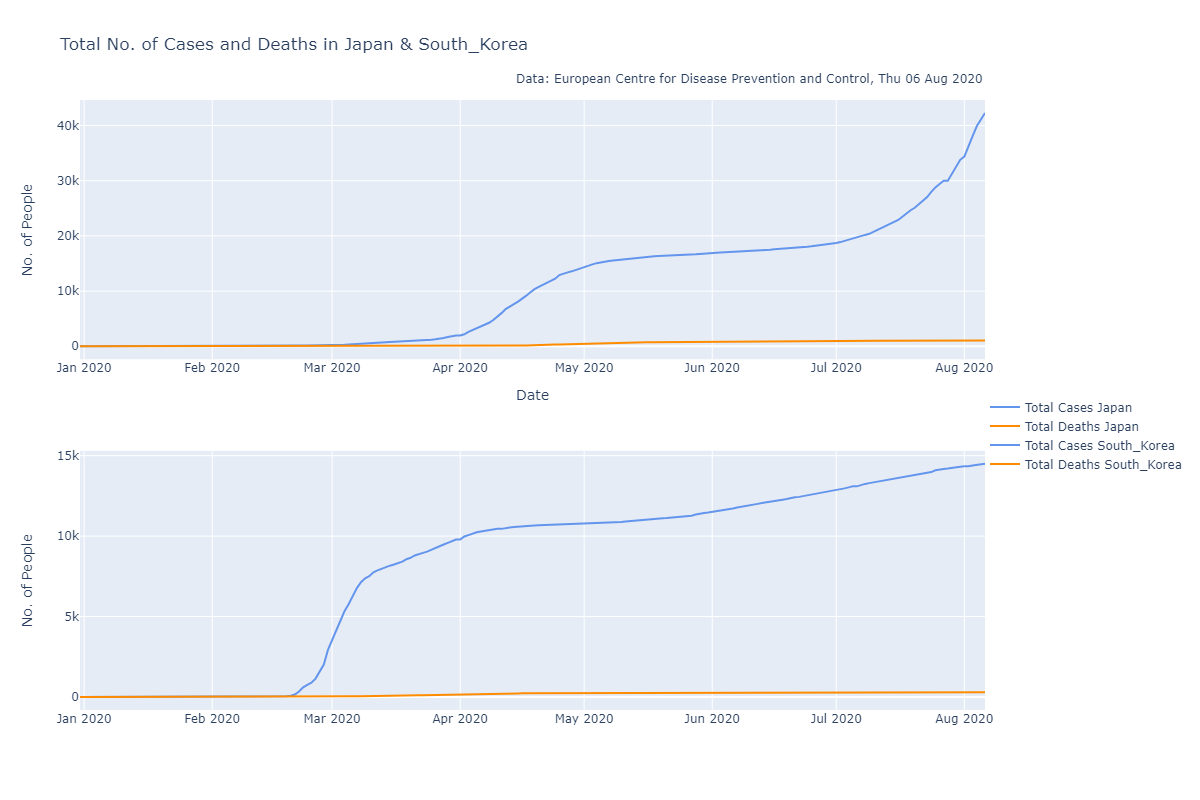 Total No. of Cases and Deaths in Japan & South_Korea
Data: European Centre for Disease Prevention and Control, Thu 06 Aug 2020
No. of People
40k
30k
20k
10k
0
Jan 2020 Feb 2020 Mar 2020 Apr 2020 May 2020 Jun 2020 Jul 2020 Aug 2020
Date
Total Cases Japan
Total Deaths Japan
Total Cases South_Korea
Total Deaths South_Korea
No. of People
15k
10k
5k
0
Jan 2020 Feb 2020 Mar 2020 Apr 2020 May 2020 Jun 2020 Jul 2020 Aug 2020